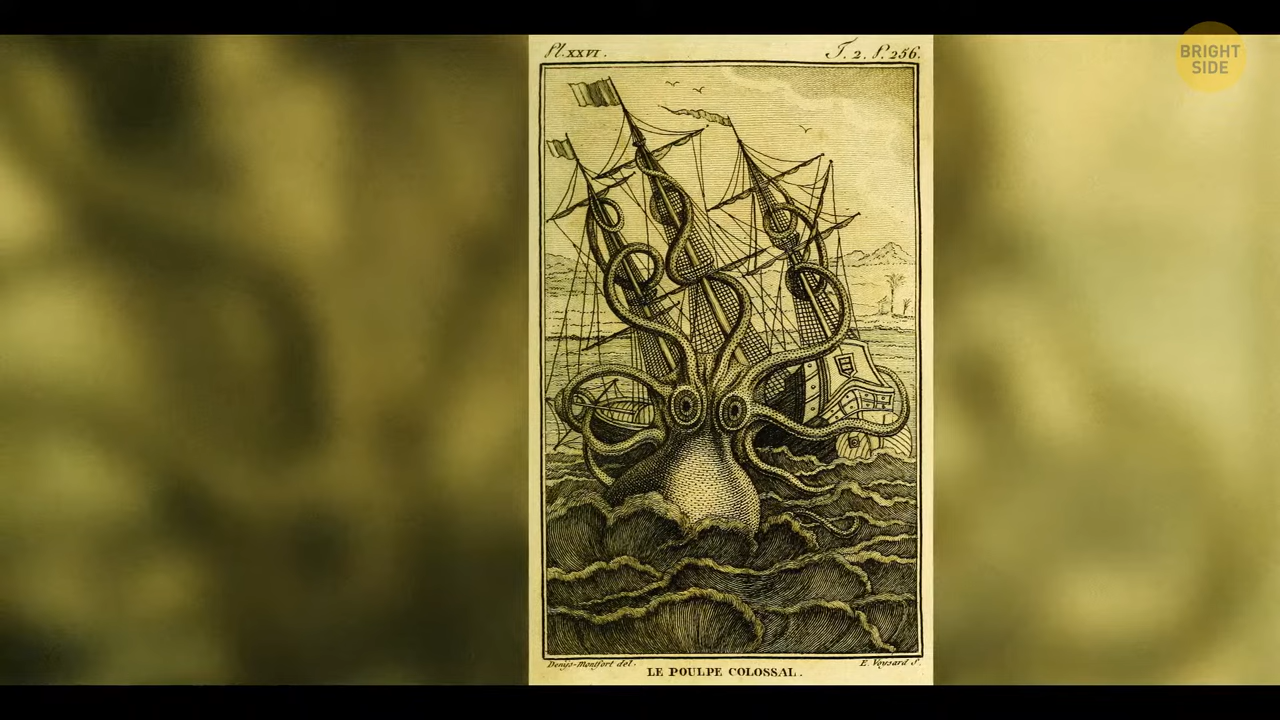 Pl. XXVI.
T. 2. P. 256.
BRIGHT
SIDE
Denys-Montfort del.
E. Voysard S.
LE POULPE COLOSSAL.